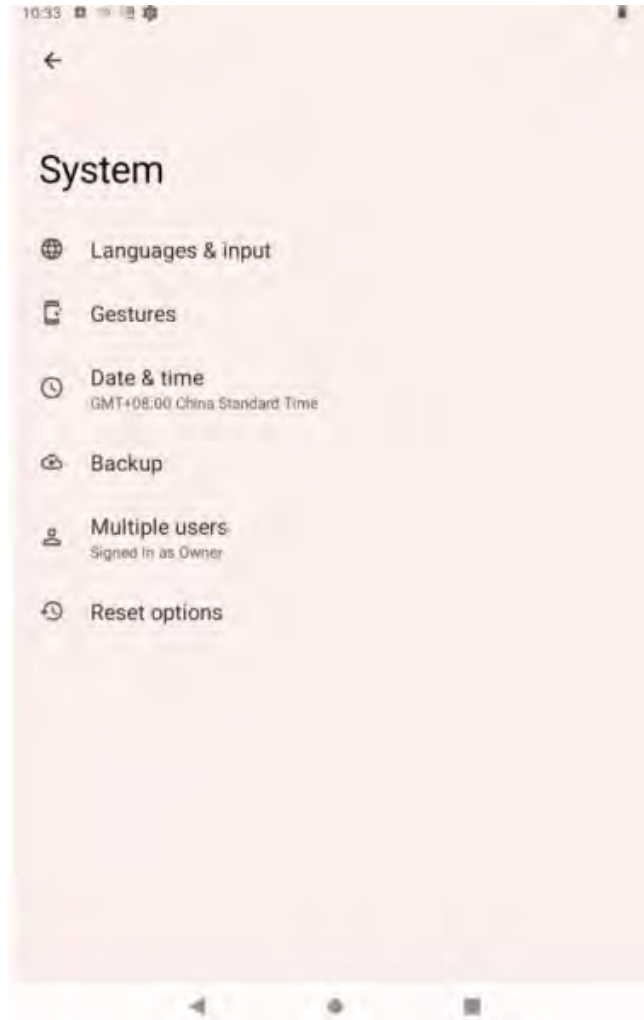 10:33
System
Languages & input
Gestures
Date & time
GMT+08:00 China Standard Time
Backup
Multiple users
Signed in as Owner
Reset options